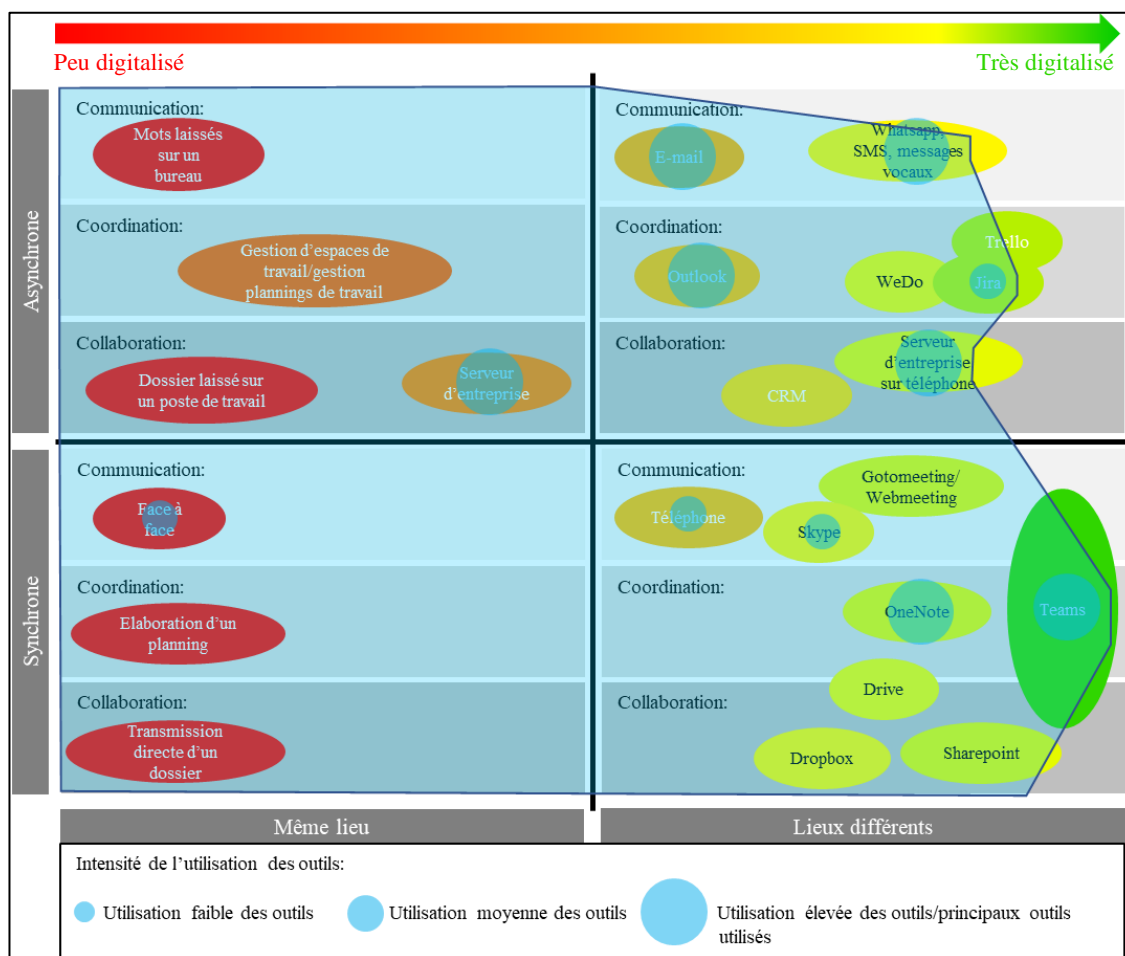 Peu digitalisé
Très digitalisé
Asynchrone
Communication:
Mots laissés
sur un
bureau
Communication:
E-mail
Whatsapp,
SMS, messages
vocaux
Coordination:
Gestion d’espaces de
travail/gestion
plannings de travail
Coordination:
Outlook
WeDo
Trello
Jira
Collaboration:
Dossier laissé sur
un poste de travail
Serveur
d’entreprise
Collaboration:
CRM
Serveur
d’entreprise
sur téléphone
Synchrone
Communication:
Face à
face
Communication:
Téléphone
Skype
Gotomeeting/
Webmeeting
Coordination:
Elaboration d’un
planning
Coordination:
OneNote
Teams
Collaboration:
Transmission
directe d’un
dossier
Collaboration:
Drive
Dropbox
Sharepoint
Même lieu
Lieux différents
Intensité de l’utilisation des outils:
Utilisation faible des outils
Utilisation moyenne des outils
Utilisation élevée des outils/principaux outils
utilisés